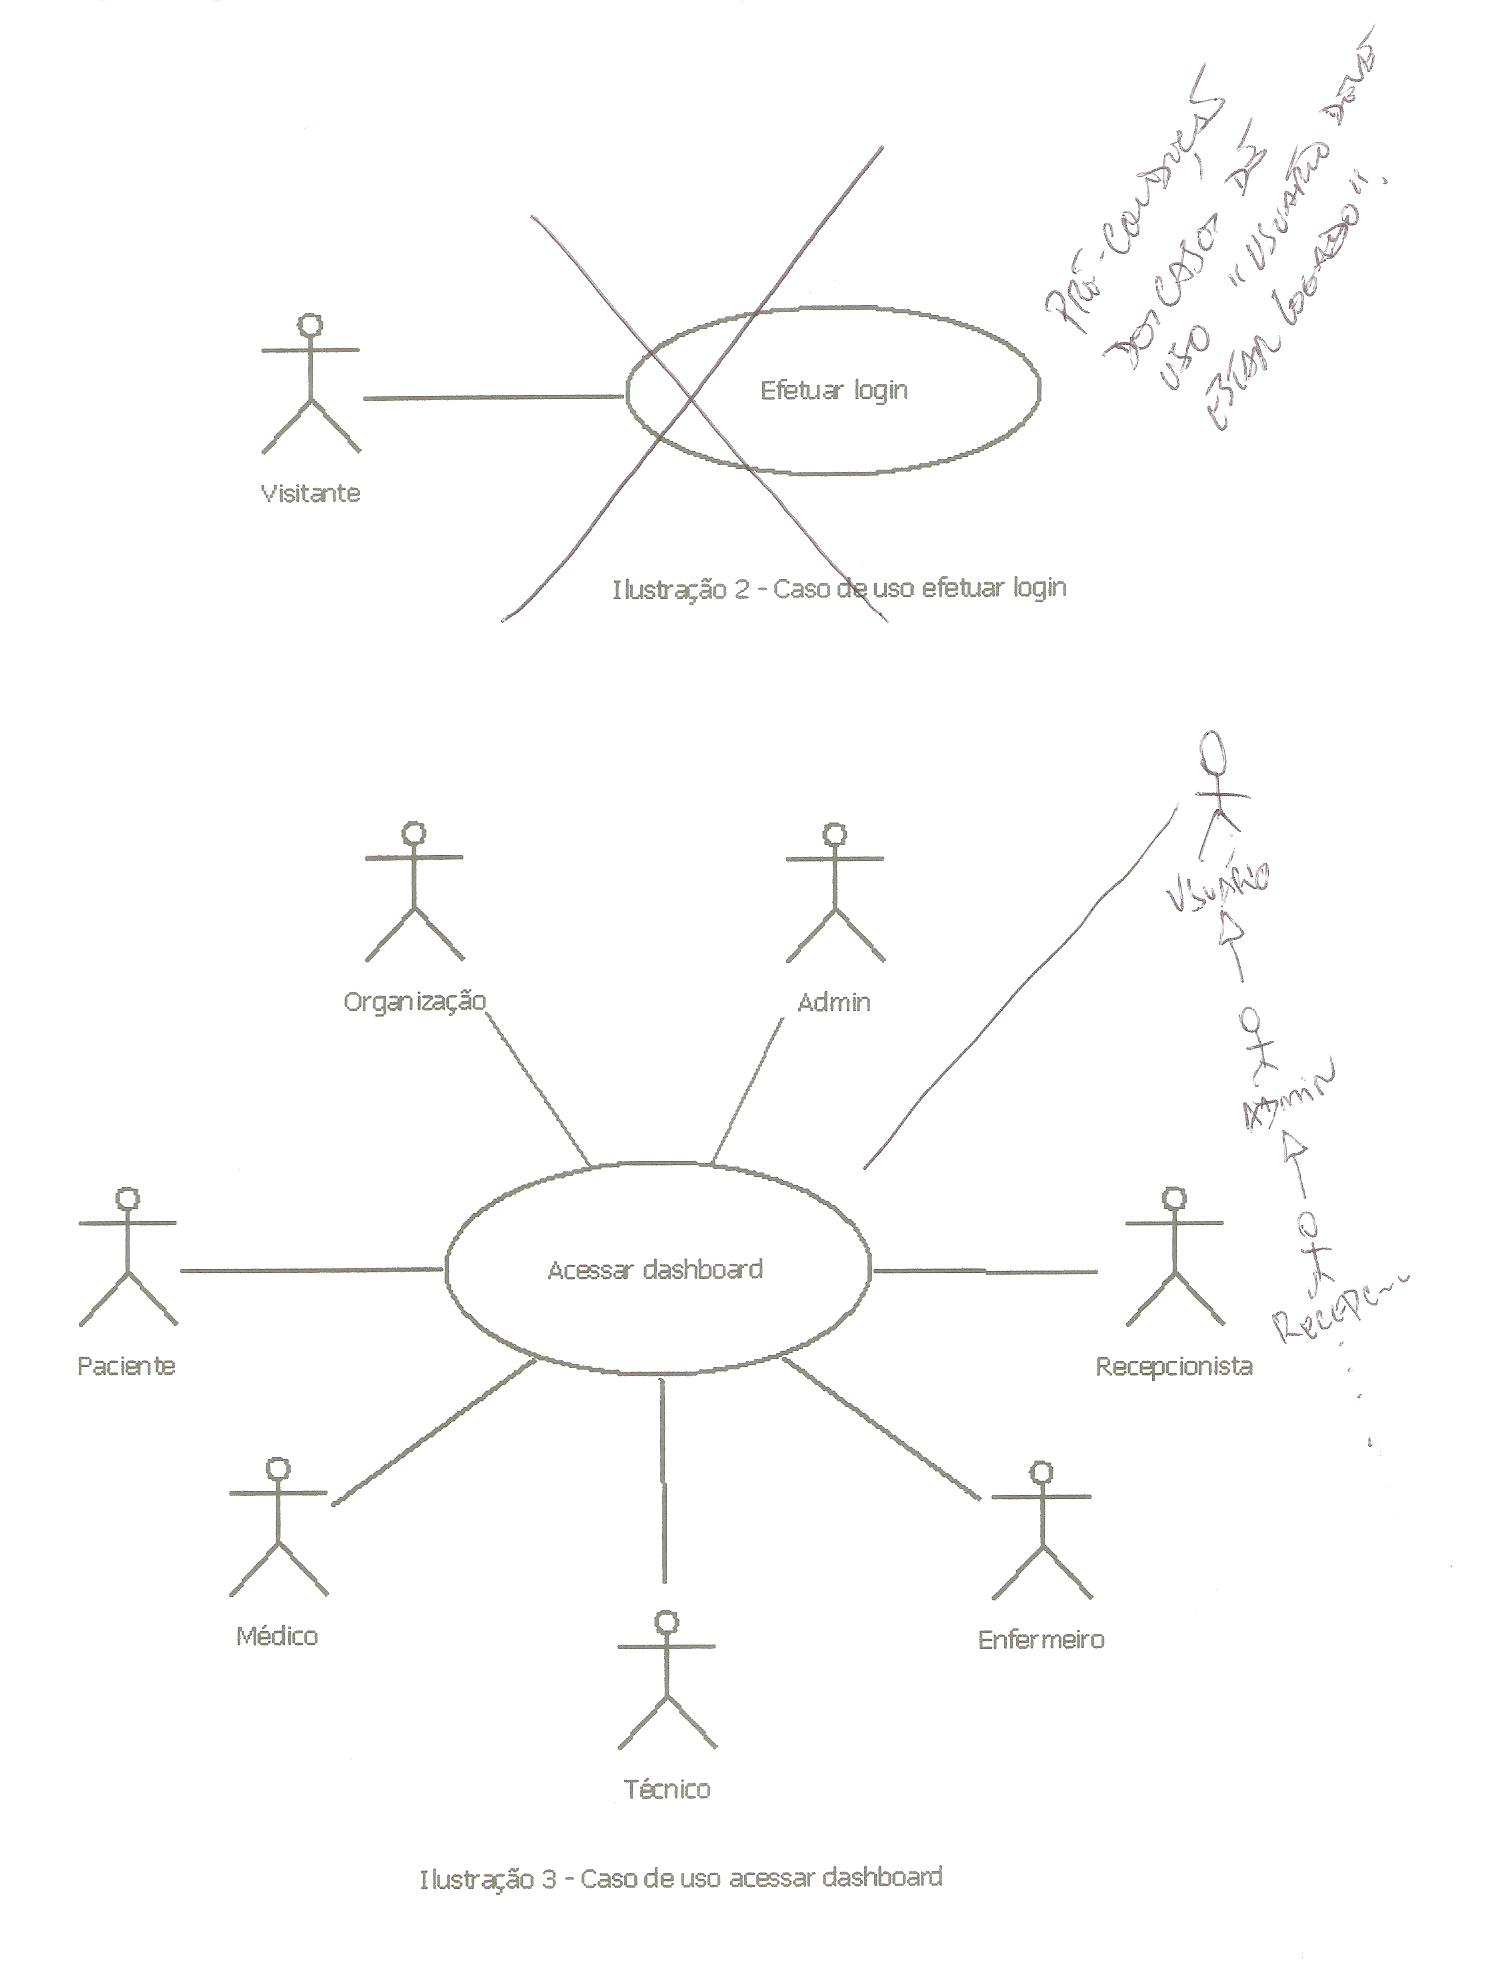 PRÉ-CONDIÇÕES
DOS CASOS DE
USO "USUÁRIO DEVE
ESTAR LOGADO".
Efetuar login
Visitante
Ilustração 2 - Caso de uso efetuar login
USUÁRIO
Organização
Admin
ADMIN
Acessar dashboard
RECEPC...
Paciente
Recepcionista
Médico
Enfermeiro
Técnico
Ilustração 3 - Caso de uso acessar dashboard